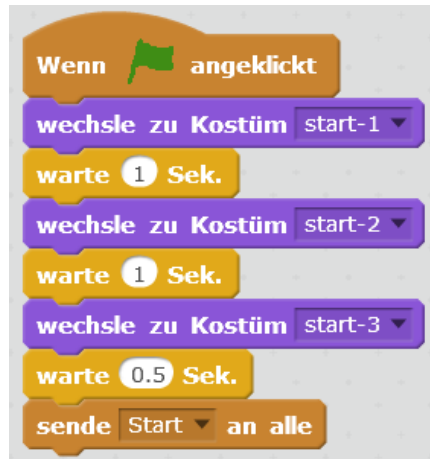 Wenn angeklickt
wechsle zu Kostüm start-1
warte 1 Sek.
wechsle zu Kostüm start-2
warte 1 Sek.
wechsle zu Kostüm start-3
warte 0.5 Sek.
sende Start an alle